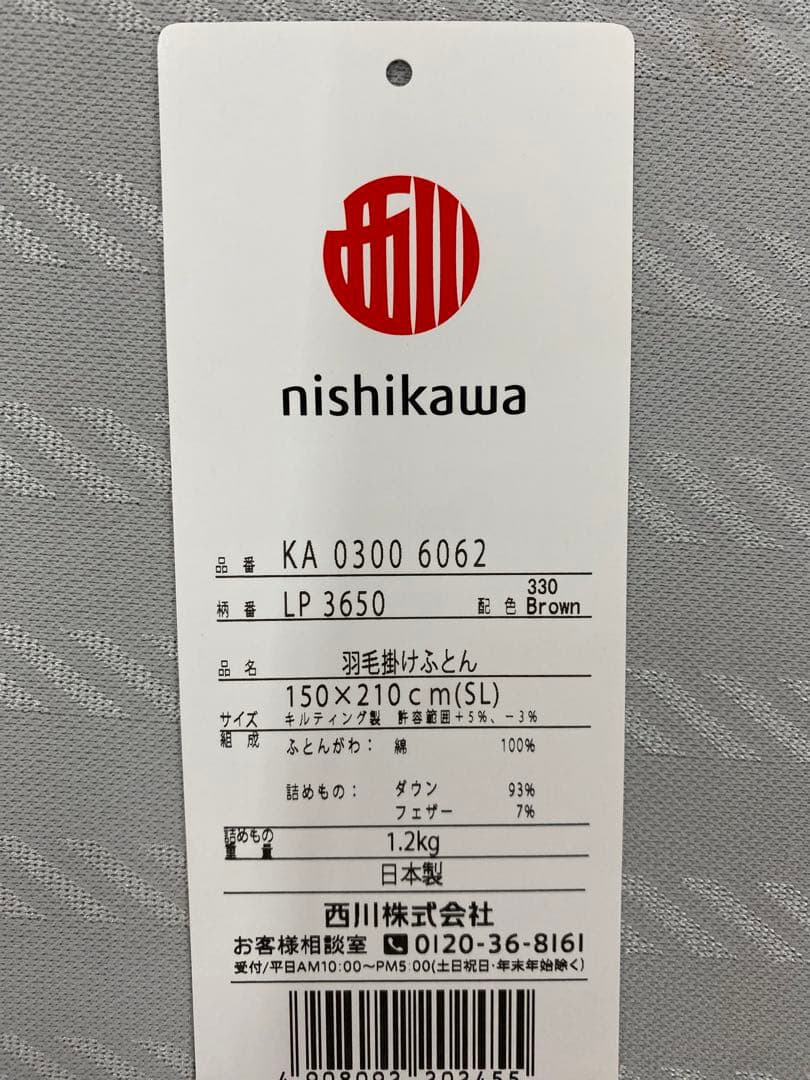 西川
nishikawa
品番 KA 0300 6062
柄番 LP 3650 配色 330 Brown
品名 羽毛掛けふとん
サイズ 150×210cm(SL)
キルティング製 許容範囲+5%、-3%
組成 ふとんがわ: 綿 100%
詰めもの: ダウン 93%
フェザー 7%
詰めもの重量 1.2kg
日本製
西川株式会社
お客様相談室 0120-36-8161
受付/平日AM10:00~PM5:00(土日祝日·年末年始除く)
4 908093 303455